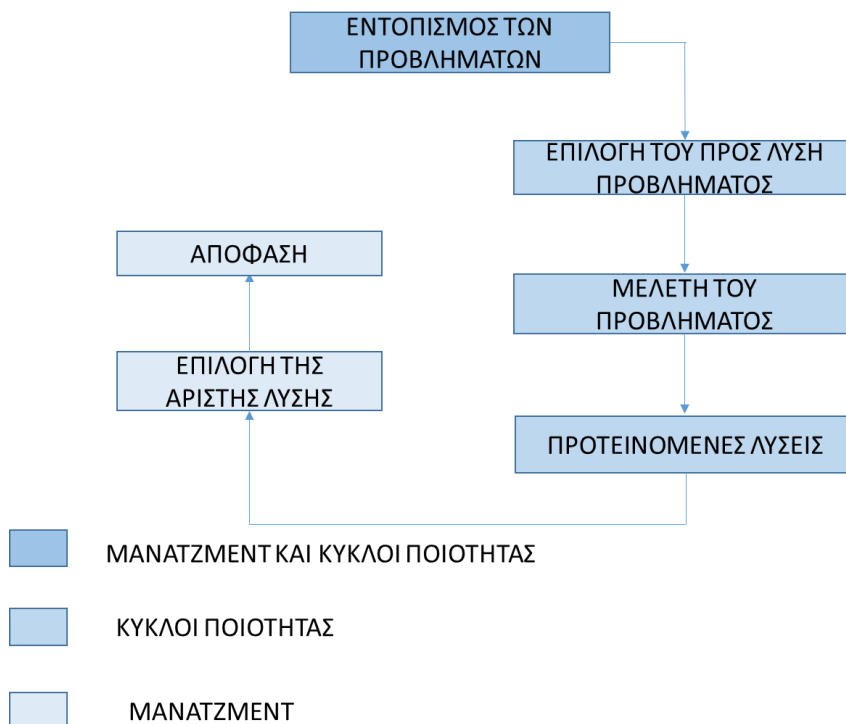 ΕΝΤΟΠΙΣΜΟΣ ΤΩΝ
ΠΡΟΒΛΗΜΑΤΩΝ
ΕΠΙΛΟΓΗ ΤΟΥ ΠΡΟΣ ΛΥΣΗ
ΠΡΟΒΛΗΜΑΤΟΣ
ΜΕΛΕΤΗ ΤΟΥ
ΠΡΟΒΛΗΜΑΤΟΣ
ΠΡΟΤΕΙΝΟΜΕΝΕΣ ΛΥΣΕΙΣ
ΕΠΙΛΟΓΗ ΤΗΣ
ΑΡΙΣΤΗΣ ΛΥΣΗΣ
ΑΠΟΦΑΣΗ
ΜΑΝΑΤΖΜΕΝΤ ΚΑΙ ΚΥΚΛΟΙ ΠΟΙΟΤΗΤΑΣ
ΚΥΚΛΟΙ ΠΟΙΟΤΗΤΑΣ
ΜΑΝΑΤΖΜΕΝΤ